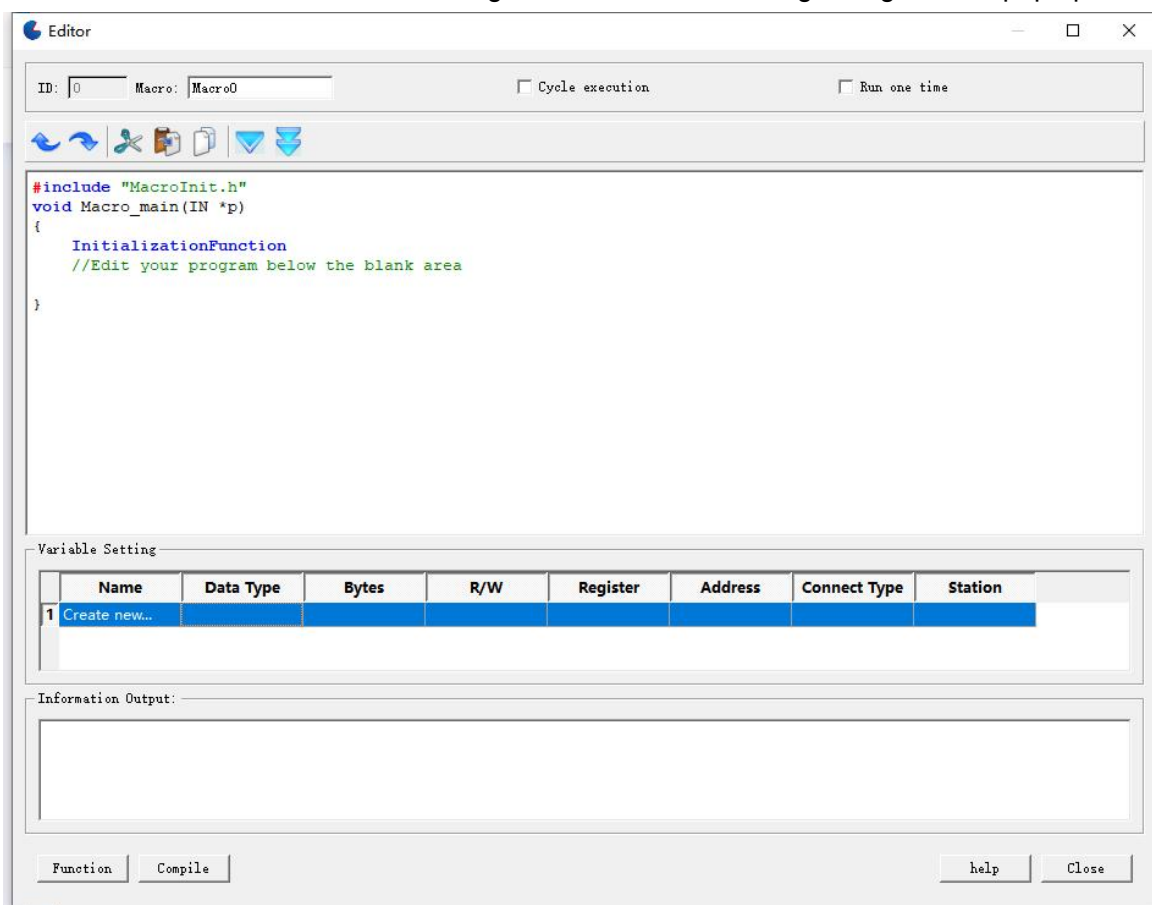 Editor
ID: 0 Macro: Macro0 Cycle execution Run one time
#include "MacroInit.h"
void Macro_main(IN *p)
{
InitializationFunction
//Edit your program below the blank area
}
Variable Setting
Name Data Type Bytes R/W Register Address Connect Type Station
1 Create new...
Information Output:
Function Compile help Close